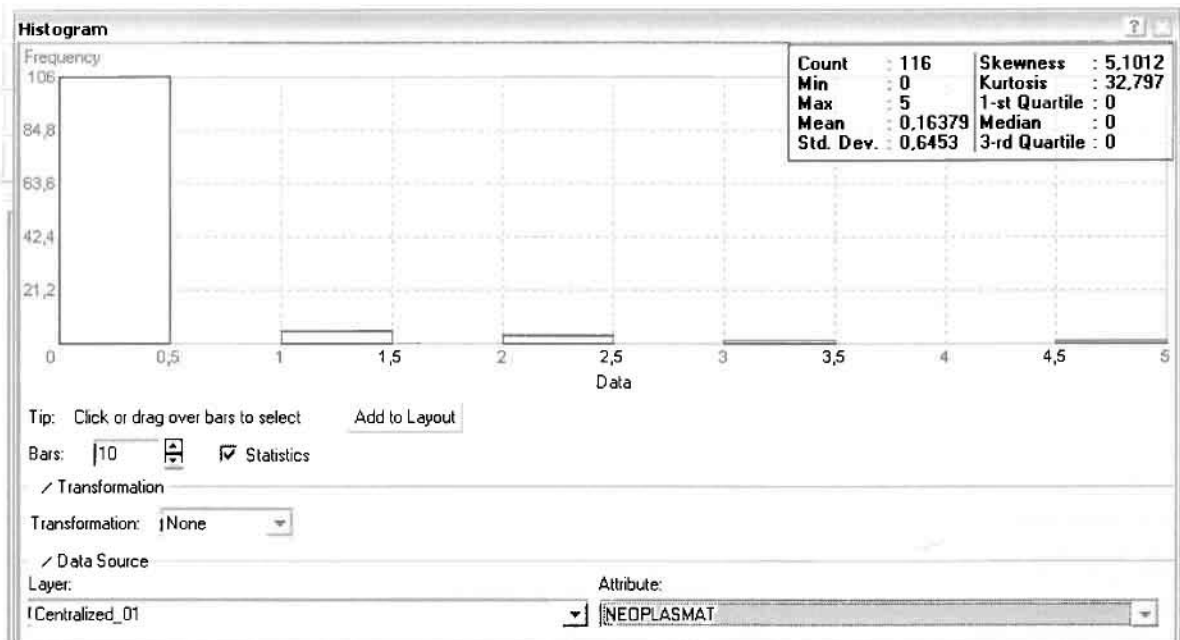 Histogram
Frequency
Count : 116 Skewness : 5,1012
Min : 0 Kurtosis : 32,797
Max : 5 1-st Quartile : 0
Mean : 0,16379 Median : 0
Std. Dev. : 0,6453 3-rd Quartile : 0
106
84,8
63,6
42,4
21,2
0 0,5 1 1,5 2 2,5 3 3,5 4 4,5 5
Data
Tip: Click or drag over bars to select Add to Layout
Bars: 10 Statistics
Transformation
Transformation: None
Data Source
Layer: Attribute:
Centralized_01 NEOPLASMAT